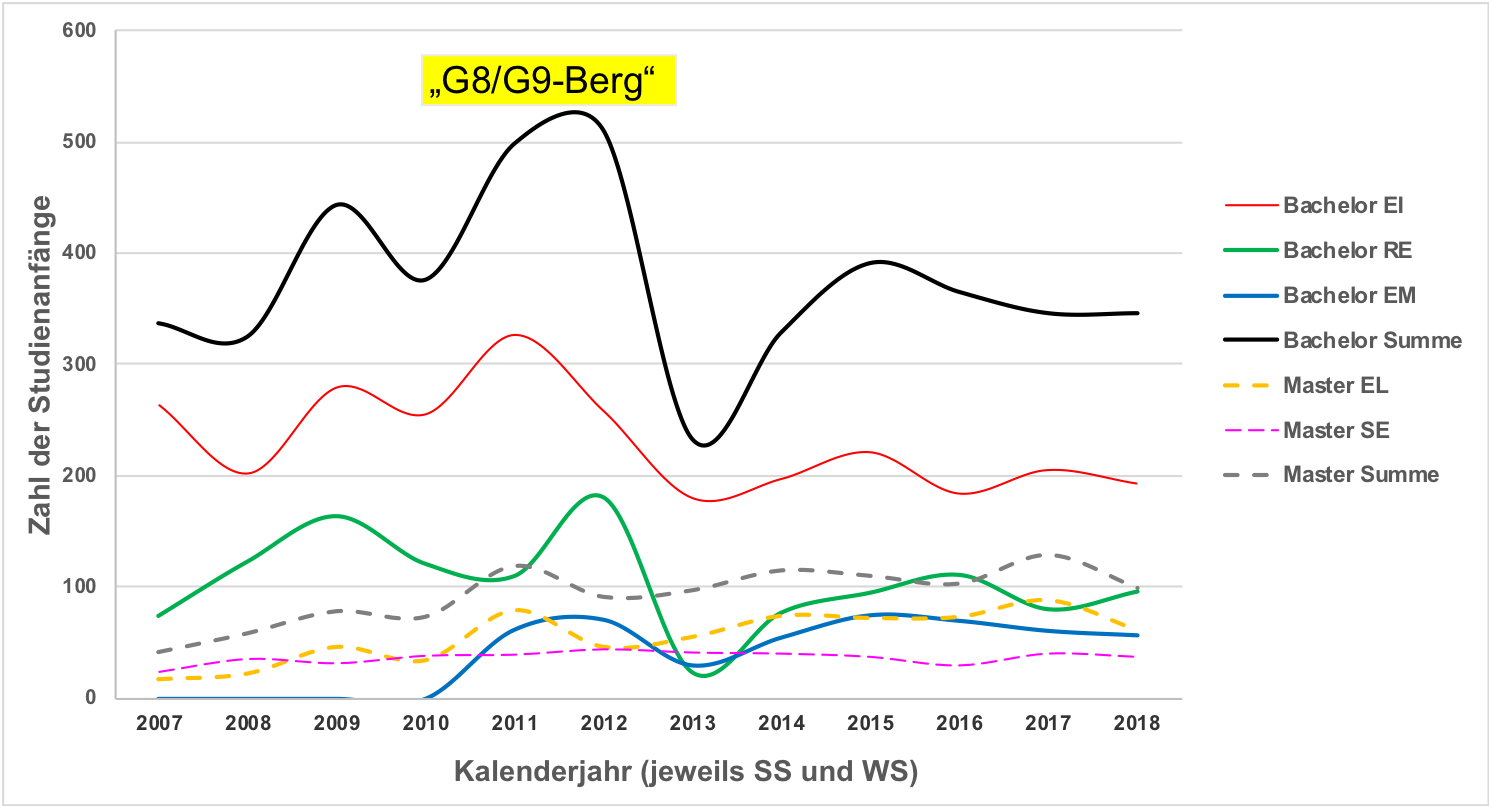 „G8/G9-Berg“
600
500
400
300
200
100
0
Zahl der Studienanfänge
2007 2008 2009 2010 2011 2012 2013 2014 2015 2016 2017 2018
Kalenderjahr (jeweils SS und WS)
Bachelor EI
Bachelor RE
Bachelor EM
Bachelor Summe
Master EL
Master SE
Master Summe